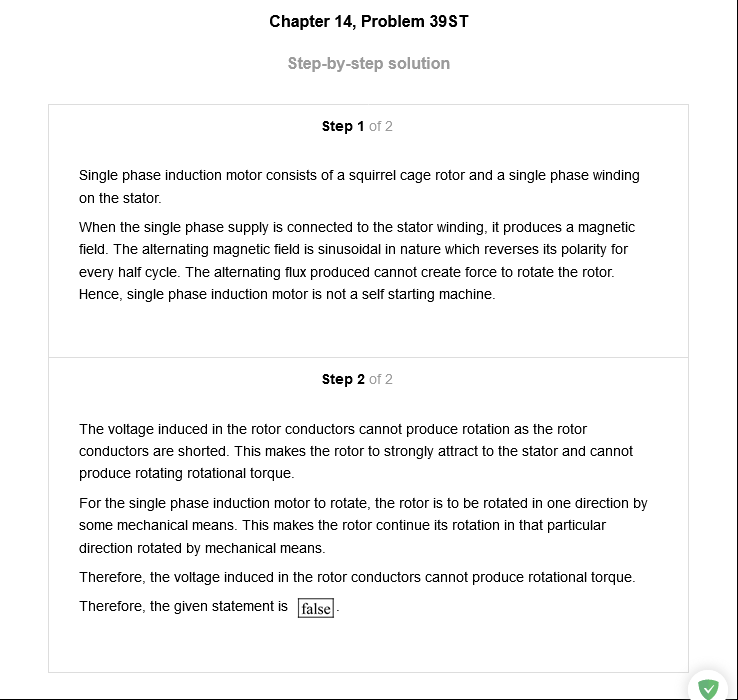 Chapter 14, Problem 39ST
Step-by-step solution
Step 1 of 2
Single phase induction motor consists of a squirrel cage rotor and a single phase winding
on the stator.
When the single phase supply is connected to the stator winding, it produces a magnetic
field. The alternating magnetic field is sinusoidal in nature which reverses its polarity for
every half cycle. The alternating flux produced cannot create force to rotate the rotor.
Hence, single phase induction motor is not a self starting machine.
Step 2 of 2
The voltage induced in the rotor conductors cannot produce rotation as the rotor
conductors are shorted. This makes the rotor to strongly attract to the stator and cannot
produce rotating rotational torque.
For the single phase induction motor to rotate, the rotor is to be rotated in one direction by
some mechanical means. This makes the rotor continue its rotation in that particular
direction rotated by mechanical means.
Therefore, the voltage induced in the rotor conductors cannot produce rotational torque.
Therefore, the given statement is false.